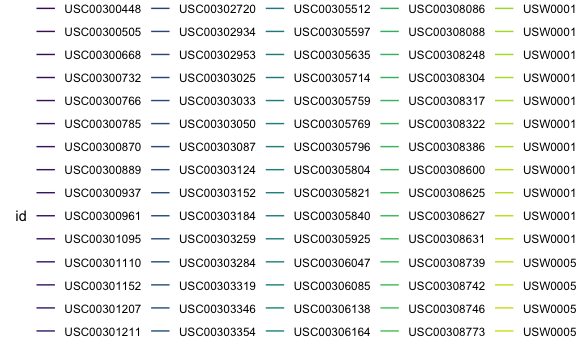 USC00300448 USC00302720 USC00305512 USC00308086 USW0001
USC00300505 USC00302934 USC00305597 USC00308088 USW0001
USC00300668 USC00302953 USC00305635 USC00308248 USW0001
USC00300732 USC00303025 USC00305714 USC00308304 USW0001
USC00300766 USC00303033 USC00305759 USC00308317 USW0001
USC00300785 USC00303050 USC00305769 USC00308322 USW0001
USC00300870 USC00303087 USC00305796 USC00308386 USW0001
USC00300889 USC00303124 USC00305804 USC00308600 USW0001
USC00300937 USC00303152 USC00305821 USC00308625 USW0001
id USC00300961 USC00303184 USC00305840 USC00308627 USW0001
USC00301095 USC00303259 USC00305925 USC00308631 USW0001
USC00301110 USC00303284 USC00306047 USC00308739 USW0005
USC00301152 USC00303319 USC00306085 USC00308742 USW0005
USC00301207 USC00303346 USC00306138 USC00308746 USW0005
USC00301211 USC00303354 USC00306164 USC00308773 USW0005